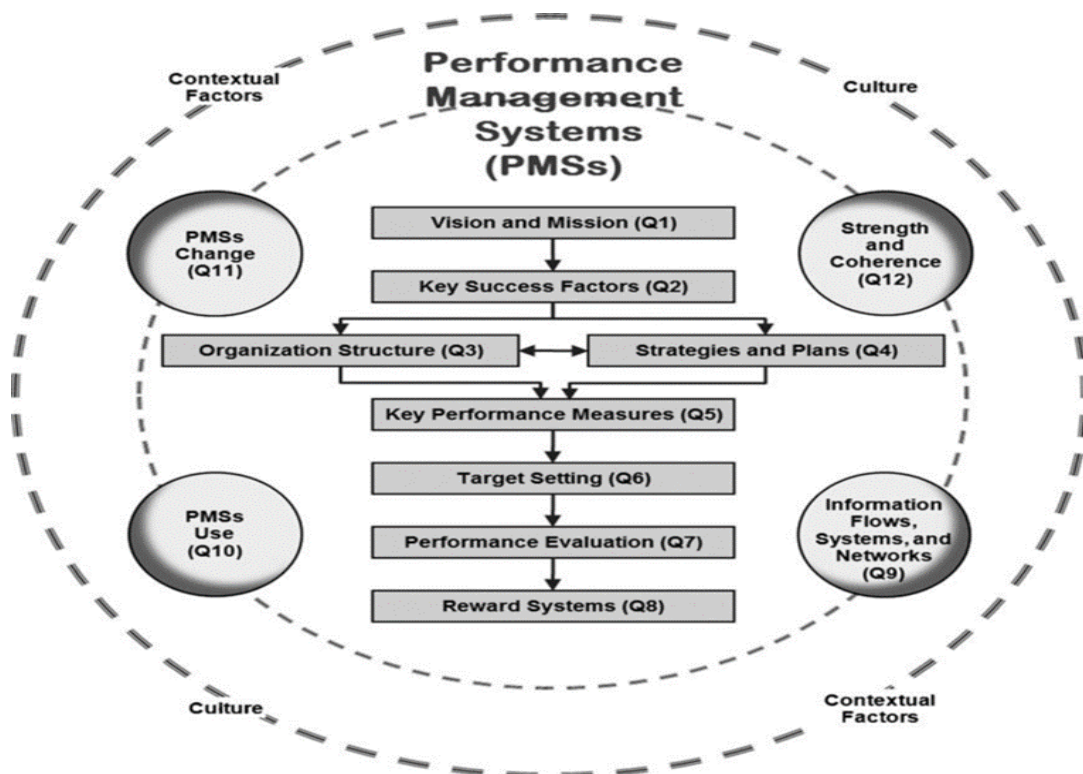 Performance
Management
Systems
(PMSs)
Contextual
Factors
Culture
PMSs
Change
(Q11)
Vision and Mission (Q1)
Strength
and
Coherence
(Q12)
Key Success Factors (Q2)
Organization Structure (Q3)
Strategies and Plans (Q4)
Key Performance Measures (Q5)
Target Setting (Q6)
PMSs
Use
(Q10)
Performance Evaluation (Q7)
Information
Flows,
Systems, and
Networks
(Q9)
Reward Systems (Q8)
Culture
Contextual
Factors